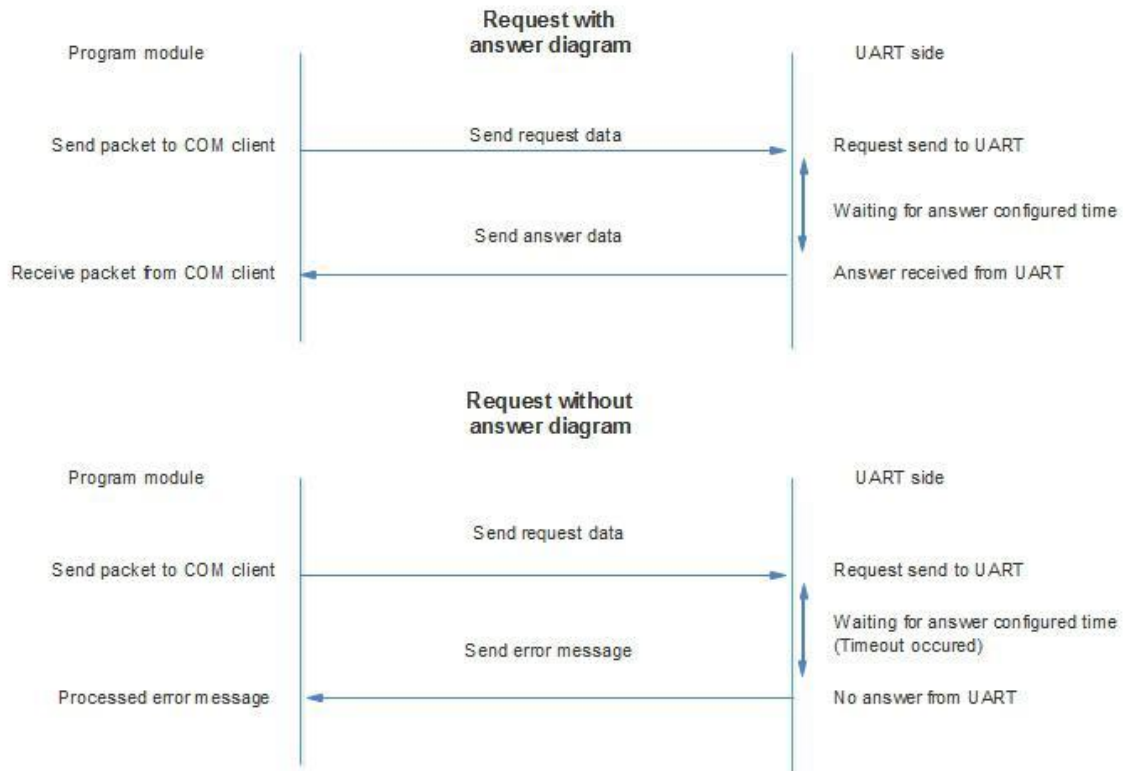 Request with
answer diagram
Program module
UART side
Send packet to COM client
Send request data
Request send to UART
Waiting for answer configured time
Send answer data
Receive packet from COM client
Answer received from UART
Request without
answer diagram
Program module
UART side
Send request data
Send packet to COM client
Request send to UART
Waiting for answer configured time
(Timeout occured)
Send error message
Processed error message
No answer from UART